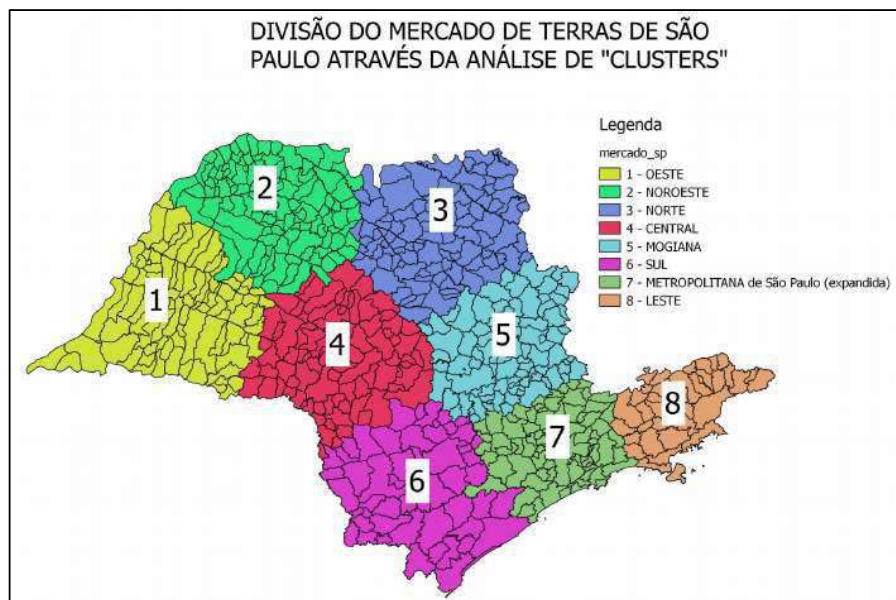 DIVISÃO DO MERCADO DE TERRAS DE SÃO
PAULO ATRAVÉS DA ANÁLISE DE "CLUSTERS"
Legenda
mercado_sp
1 - OESTE
2 - NOROESTE
3 - NORTE
4 - CENTRAL
5 - MOGIANA
6 - SUL
7 - METROPOLITANA de São Paulo (expandida)
8 - LESTE
2
3
1
4
5
8
7
6